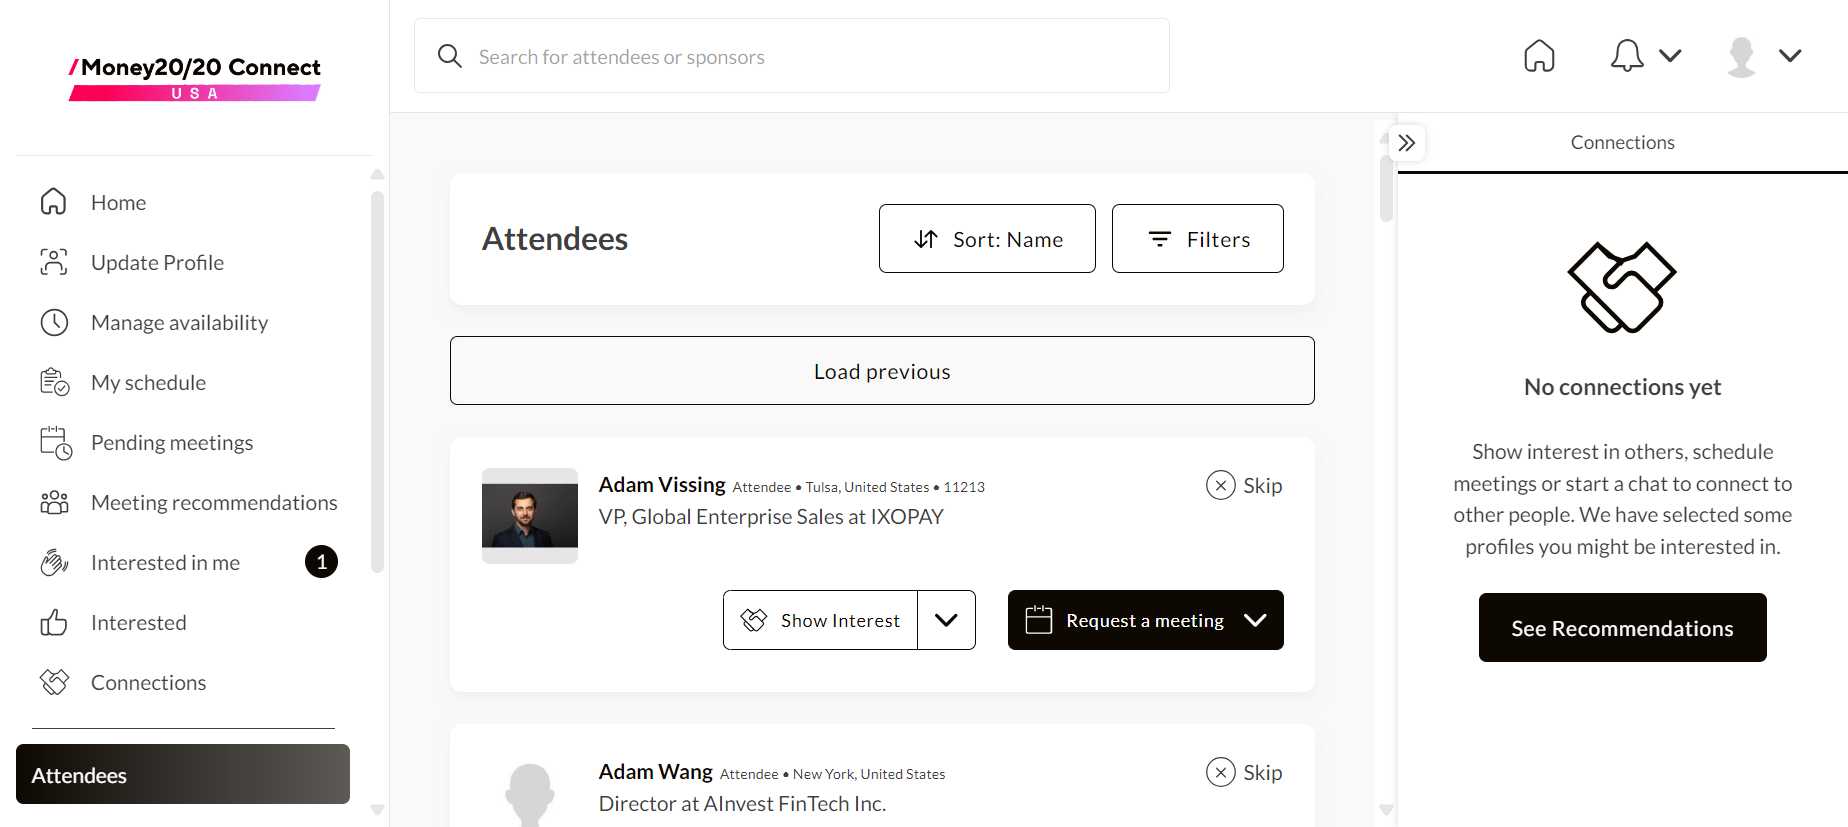 /Money20/20 Connect
USA
Search for attendees or sponsors
Home
Update Profile
Manage availability
My schedule
Pending meetings
Meeting recommendations
Interested in me 1
Interested
Connections
Attendees
Attendees
Sort: Name
Filters
Load previous
Adam Vissing Attendee • Tulsa, United States • 11213
Skip
VP, Global Enterprise Sales at IXOPAY
Show Interest
Request a meeting
Adam Wang Attendee • New York, United States
Skip
Director at AInvest FinTech Inc.
Connections
No connections yet
Show interest in others, schedule
meetings or start a chat to connect to
other people. We have selected some
profiles you might be interested in.
See Recommendations